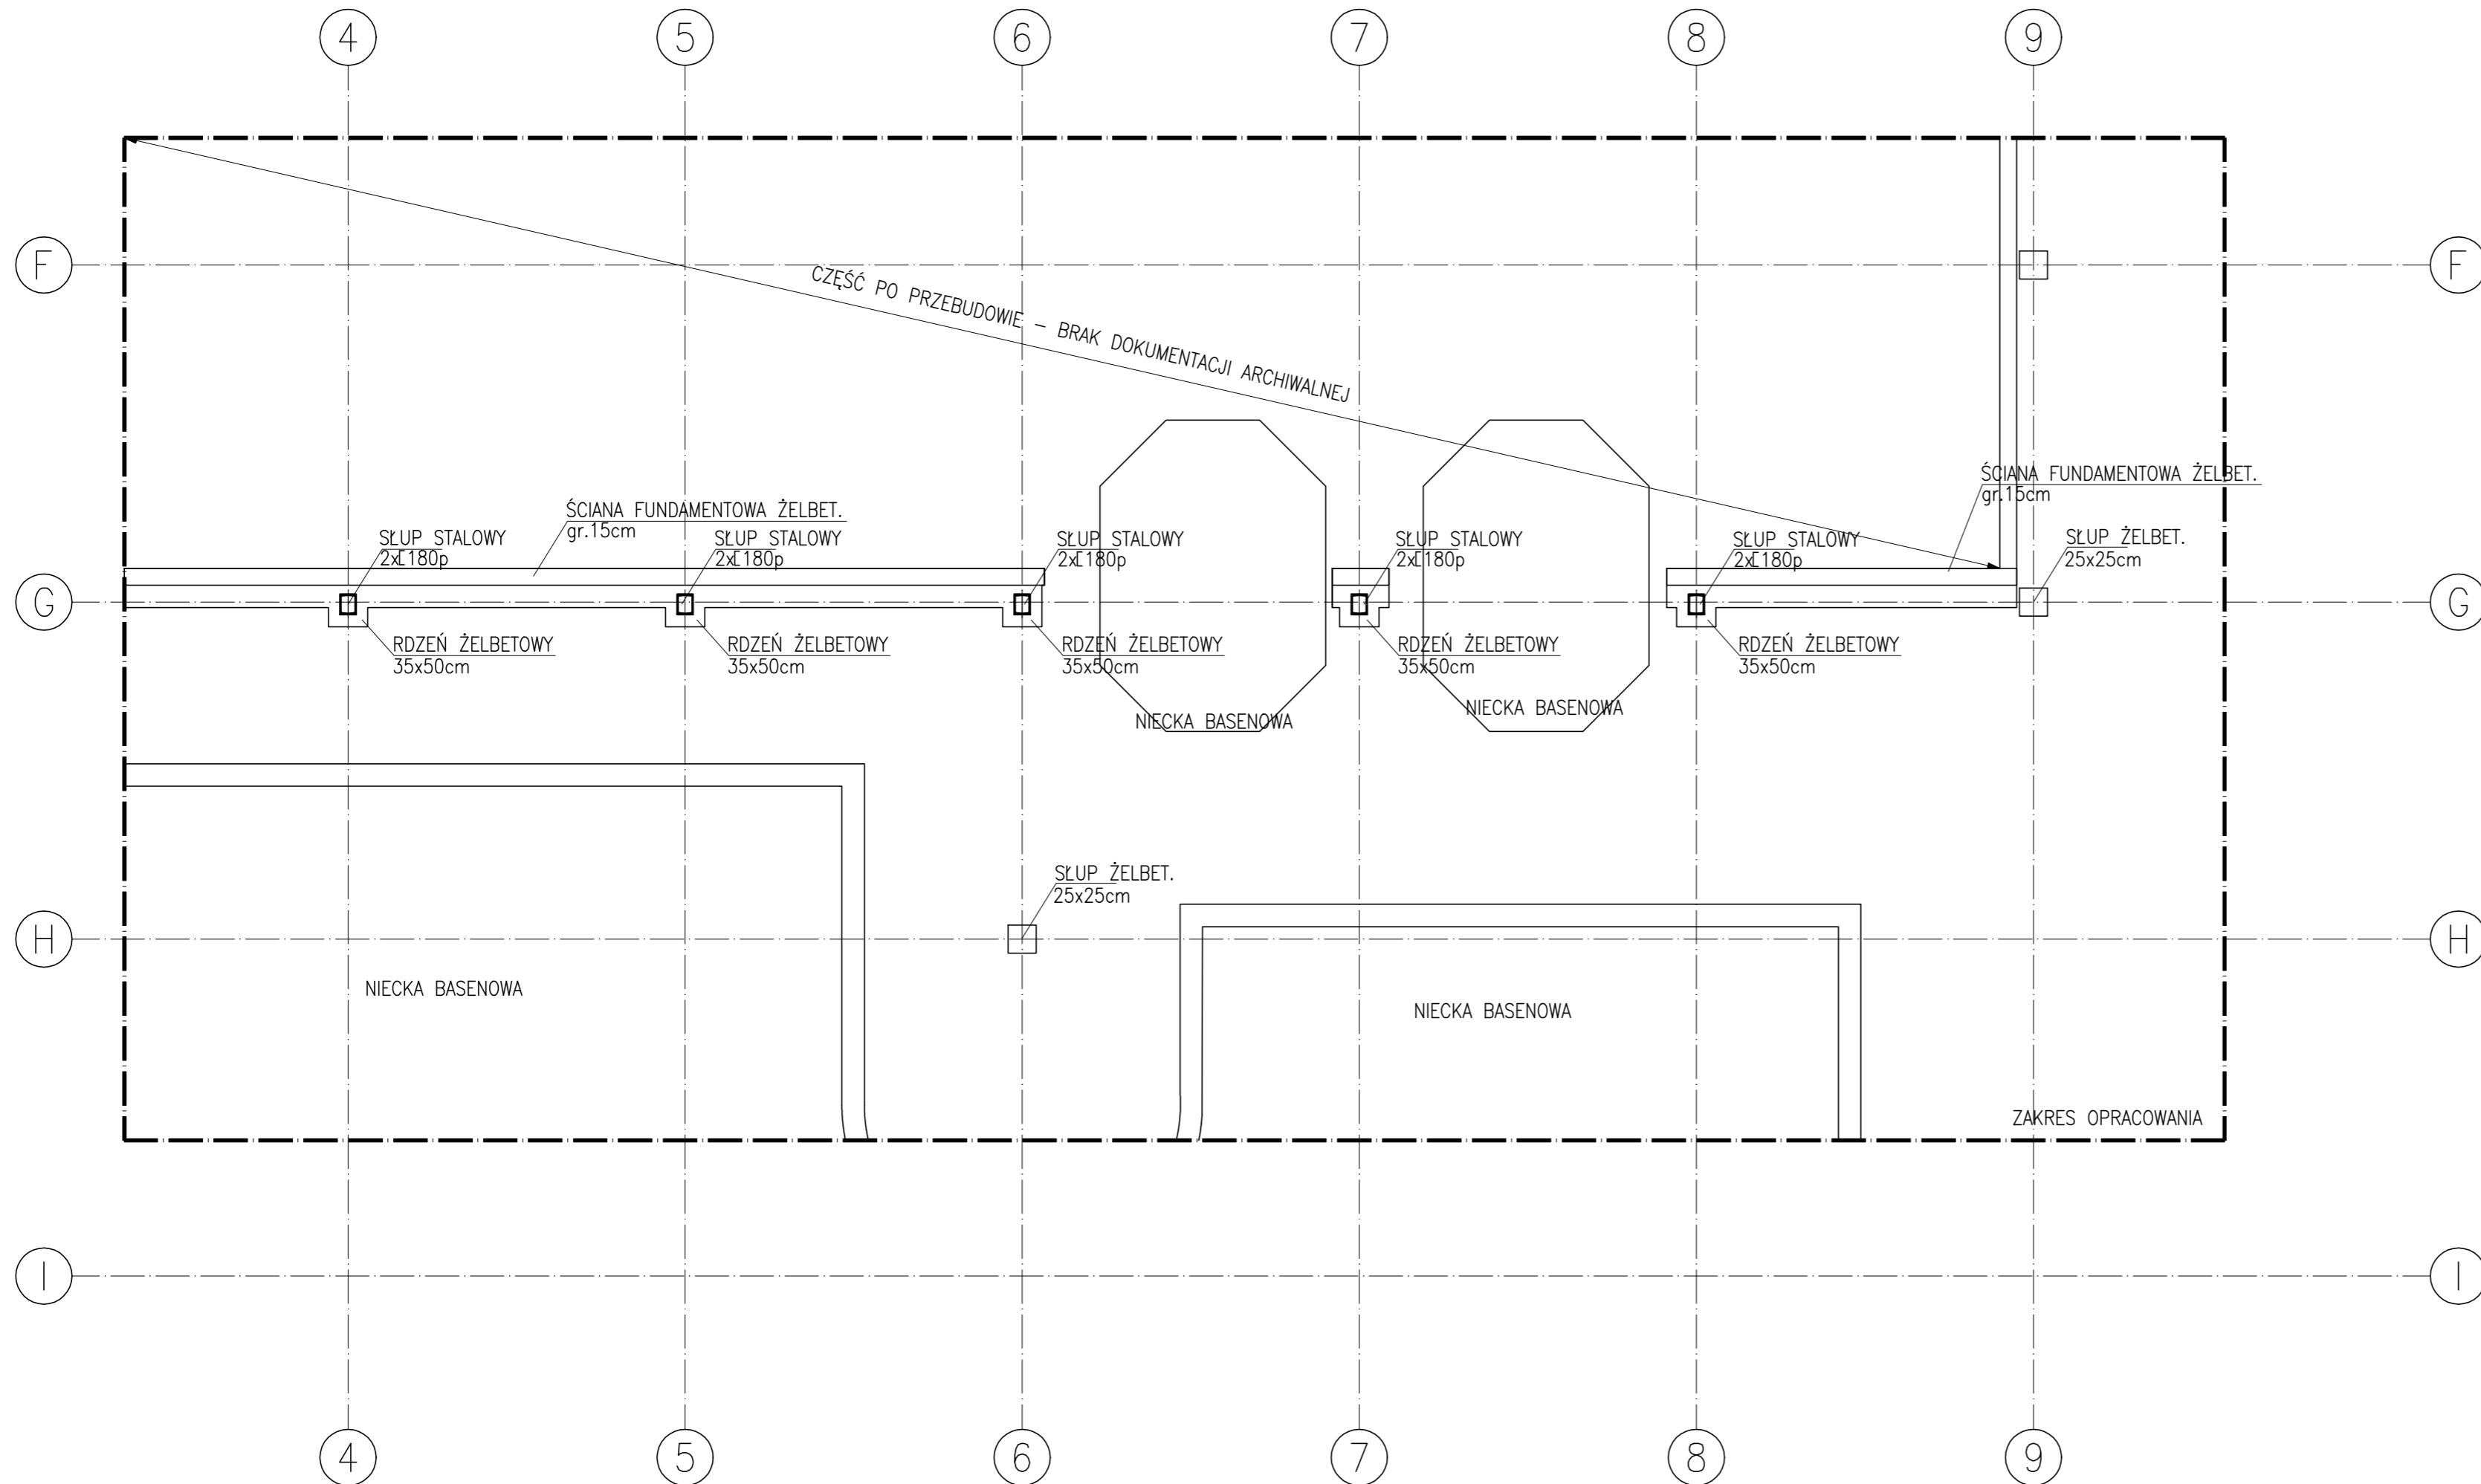 4 5 6 7 8 9
F F
CZĘŚĆ PO PRZEBUDOWIE - BRAK DOKUMENTACJI ARCHIWALNEJ
ŚCIANA FUNDAMENTOWA ŻELBET.
gr.15cm
ŚCIANA FUNDAMENTOWA ŻELBET.
gr.15cm
SŁUP STALOWY
2x[180p
SŁUP STALOWY
2x[180p
SŁUP STALOWY
2x[180p
SŁUP STALOWY
2x[180p
SŁUP STALOWY
2x[180p
SŁUP ŻELBET.
25x25cm
G G
RDZEŃ ŻELBETOWY
35x50cm
RDZEŃ ŻELBETOWY
35x50cm
RDZEŃ ŻELBETOWY
35x50cm
RDZEŃ ŻELBETOWY
35x50cm
RDZEŃ ŻELBETOWY
35x50cm
NIECKA BASENOWA
NIECKA BASENOWA
SŁUP ŻELBET.
25x25cm
H H
NIECKA BASENOWA
NIECKA BASENOWA
ZAKRES OPRACOWANIA
I I
4 5 6 7 8 9